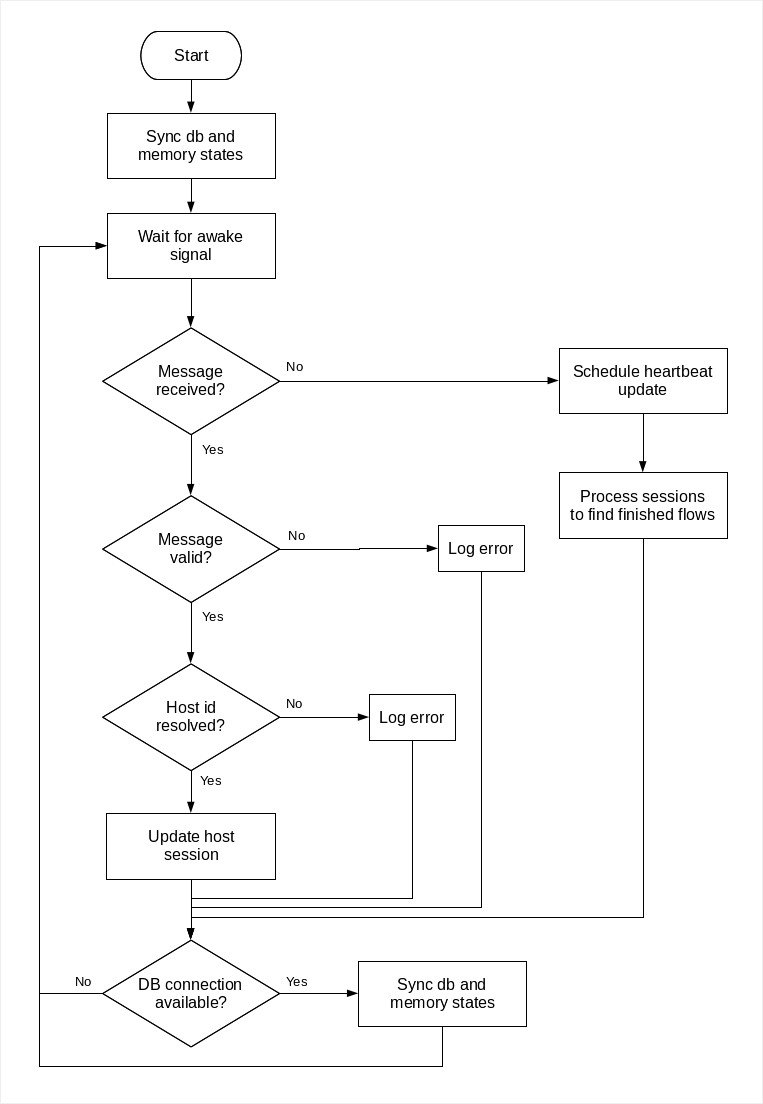 Start
Sync db and
memory states
Wait for awake
signal
Message
received?
No
Schedule heartbeat
update
Yes
Process sessions
to find finished flows
Message
valid?
No
Log error
Yes
Host id
resolved?
No
Log error
Yes
Update host
session
No
DB connection
available?
Yes
Sync db and
memory states